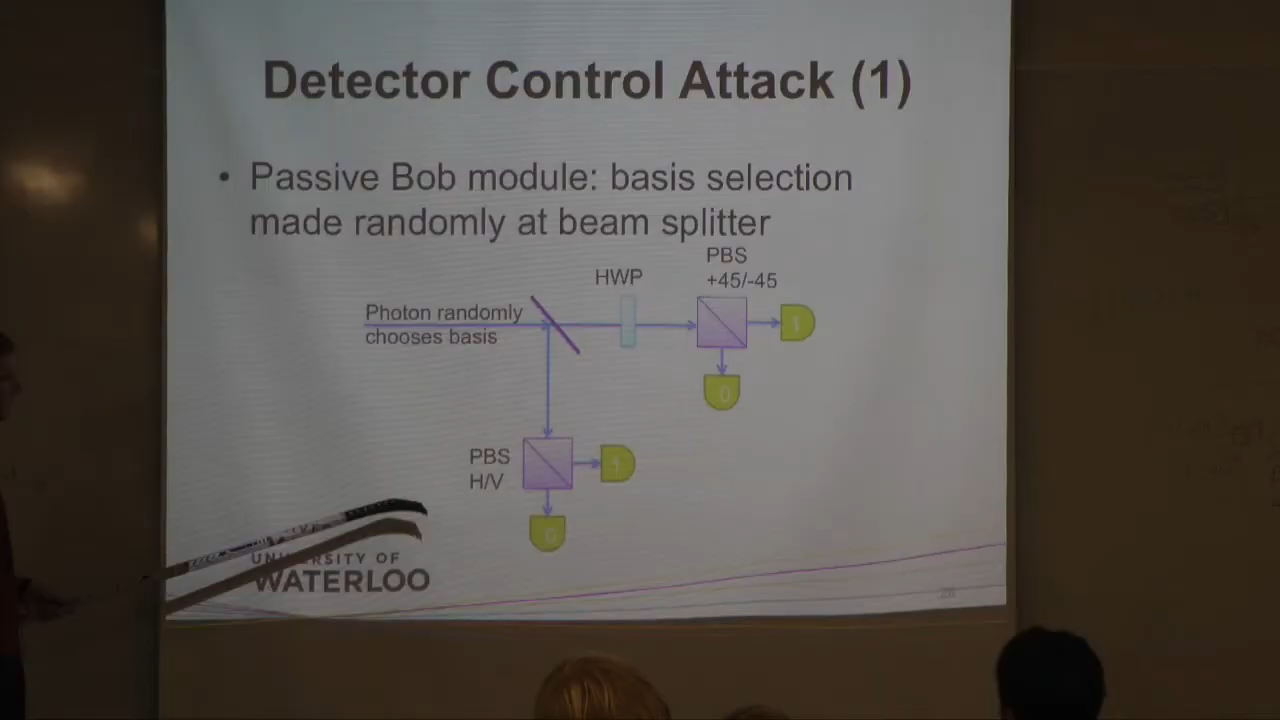 Detector Control Attack (1)
• Passive Bob module: basis selection
made randomly at beam splitter
PBS
+45/-45
HWP
Photon randomly
chooses basis
1
0
PBS
H/V
1
0
UNIVERSITY OF
WATERLOO